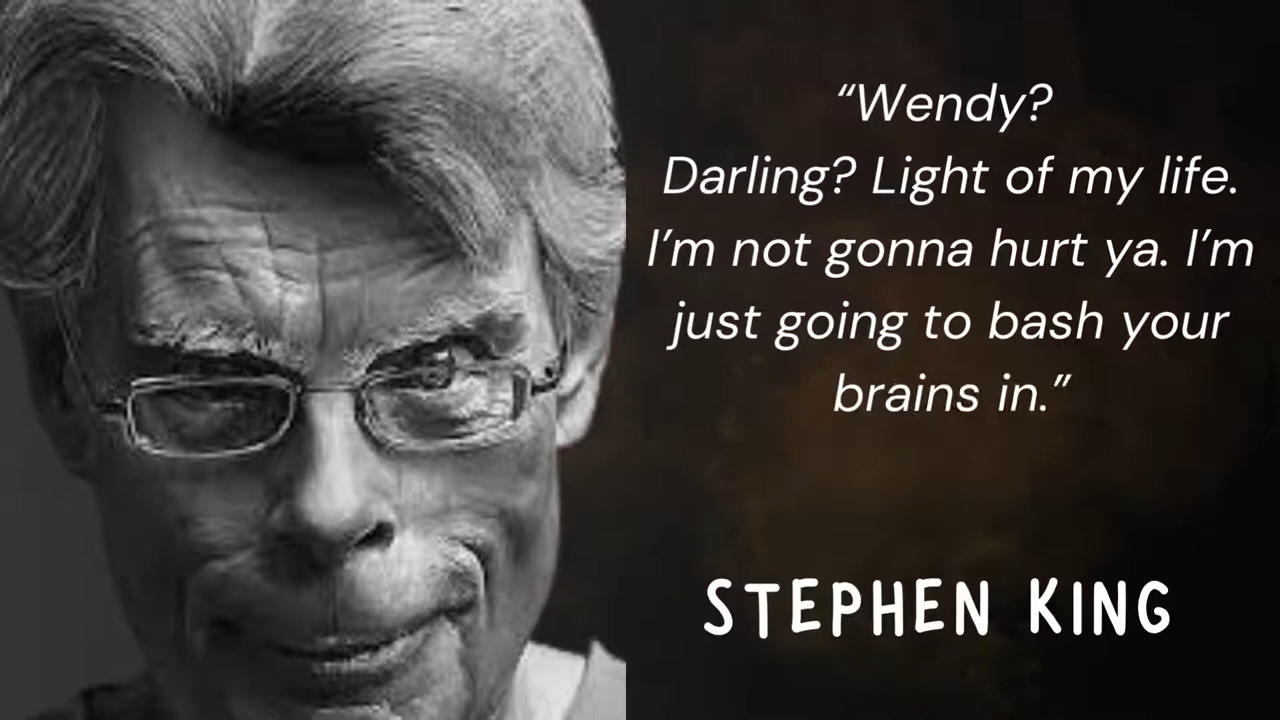 “Wendy?
Darling? Light of my life.
I’m not gonna hurt ya. I’m
just going to bash your
brains in.”
STEPHEN KING